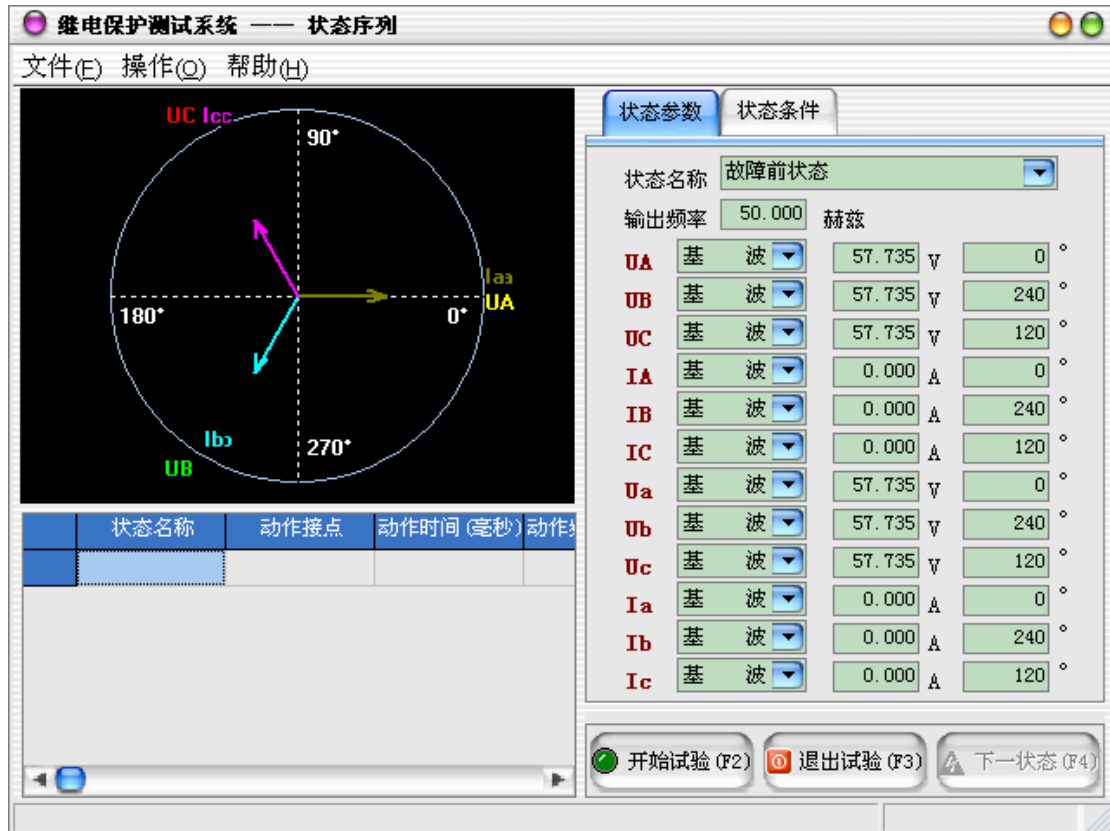 继电保护测试系统 —— 状态序列
文件(F) 操作(O) 帮助(H)
UC Icc
90°
Iaa
UA
180°
0°
Ibb
UB
270°
状态名称 动作接点 动作时间(毫秒)
状态参数 状态条件
状态名称 故障前状态
输出频率 50.000 赫兹
UA 基 波 57.735 V 0 °
UB 基 波 57.735 V 240 °
UC 基 波 57.735 V 120 °
IA 基 波 0.000 A 0 °
IB 基 波 0.000 A 240 °
IC 基 波 0.000 A 120 °
Ua 基 波 57.735 V 0 °
Ub 基 波 57.735 V 240 °
Uc 基 波 57.735 V 120 °
Ia 基 波 0.000 A 0 °
Ib 基 波 0.000 A 240 °
Ic 基 波 0.000 A 120 °
开始试验(F2) 退出试验(F3) 下一状态(F4)